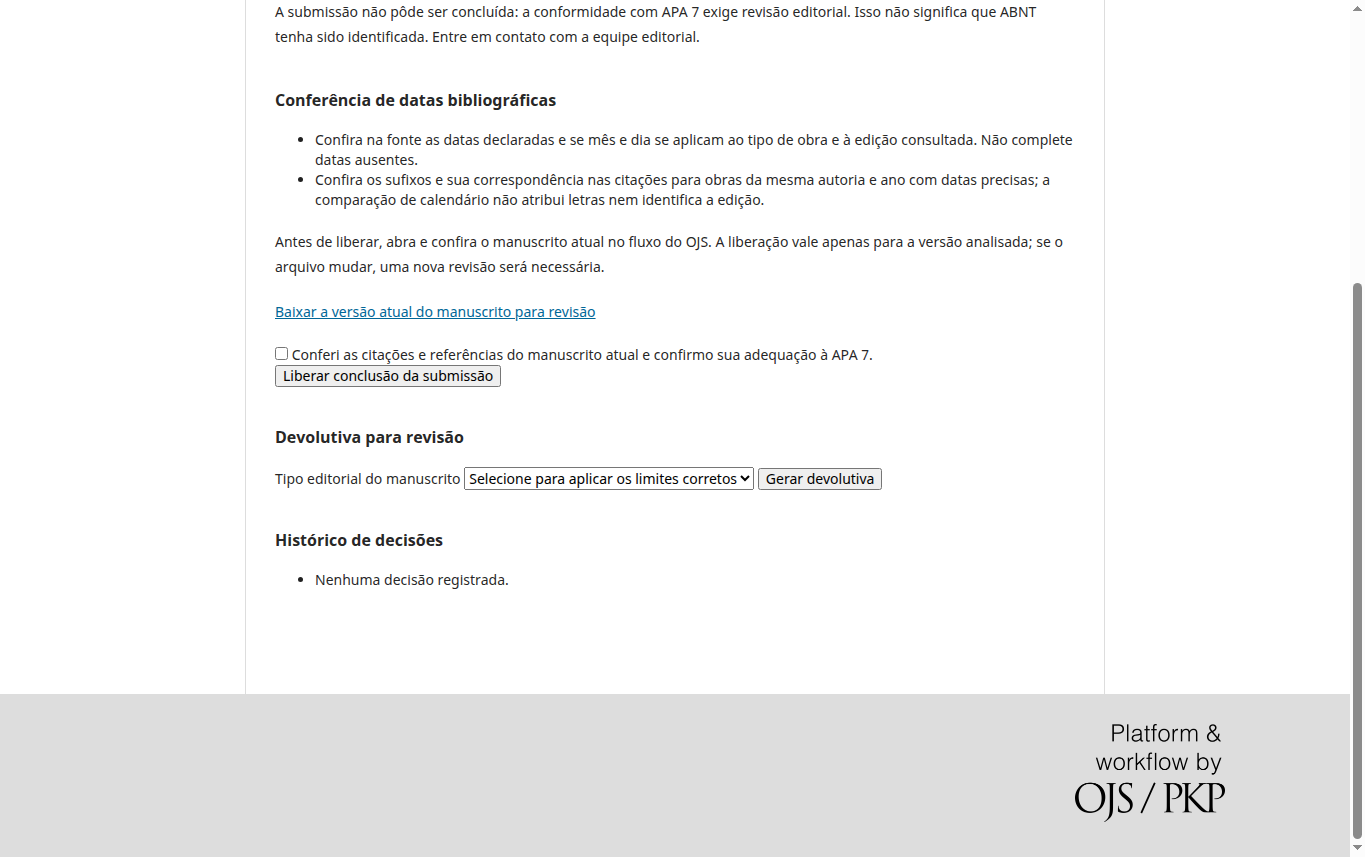 A submissão não pôde ser concluída: a conformidade com APA 7 exige revisão editorial. Isso não significa que ABNT
tenha sido identificada. Entre em contato com a equipe editorial.
Conferência de datas bibliográficas
Confira na fonte as datas declaradas e se mês e dia se aplicam ao tipo de obra e à edição consultada. Não complete
datas ausentes.
Confira os sufixos e sua correspondência nas citações para obras da mesma autoria e ano com datas precisas; a
comparação de calendário não atribui letras nem identifica a edição.
Antes de liberar, abra e confira o manuscrito atual no fluxo do OJS. A liberação vale apenas para a versão analisada; se o
arquivo mudar, uma nova revisão será necessária.
Baixar a versão atual do manuscrito para revisão
Conferi as citações e referências do manuscrito atual e confirmo sua adequação à APA 7.
Liberar conclusão da submissão
Devolutiva para revisão
Tipo editorial do manuscrito Selecione para aplicar os limites corretos Gerar devolutiva
Histórico de decisões
Nenhuma decisão registrada.
Platform &
workflow by
OJS / PKP